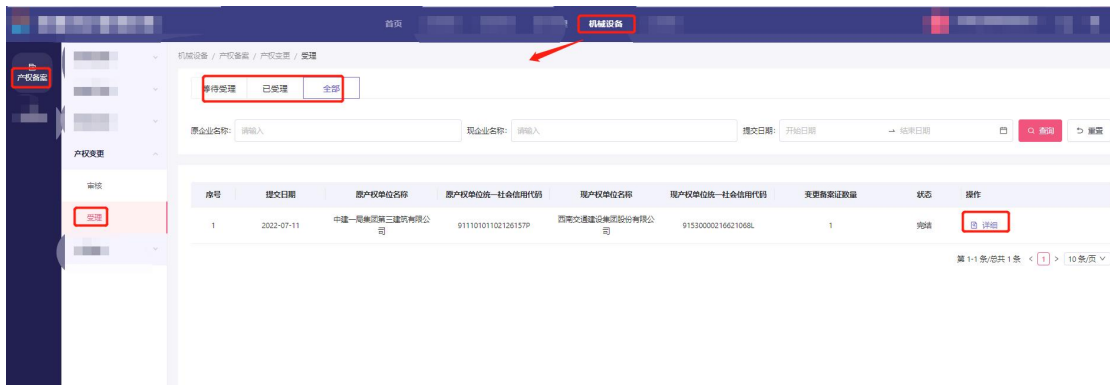 首页
机械设备
产权备案
机械设备 / 产权备案 / 产权变更 / 受理
等待受理 已受理 全部
原企业名称: 请输入 现企业名称: 请输入 提交日期: 开始日期 → 结束日期 查询 重置
产权变更
审核
受理
序号 提交日期 原产权单位名称 原产权单位统一社会信用代码 现产权单位名称 现产权单位统一社会信用代码 变更备案证数量 状态 操作
1 2022-07-11 中建一局集团第三建筑有限公司 91110101102126157P 西南交通建设集团股份有限公司 91530000216621068L 1 完结 详细
第 1-1 条/总共 1 条 < 1 > 10 条/页